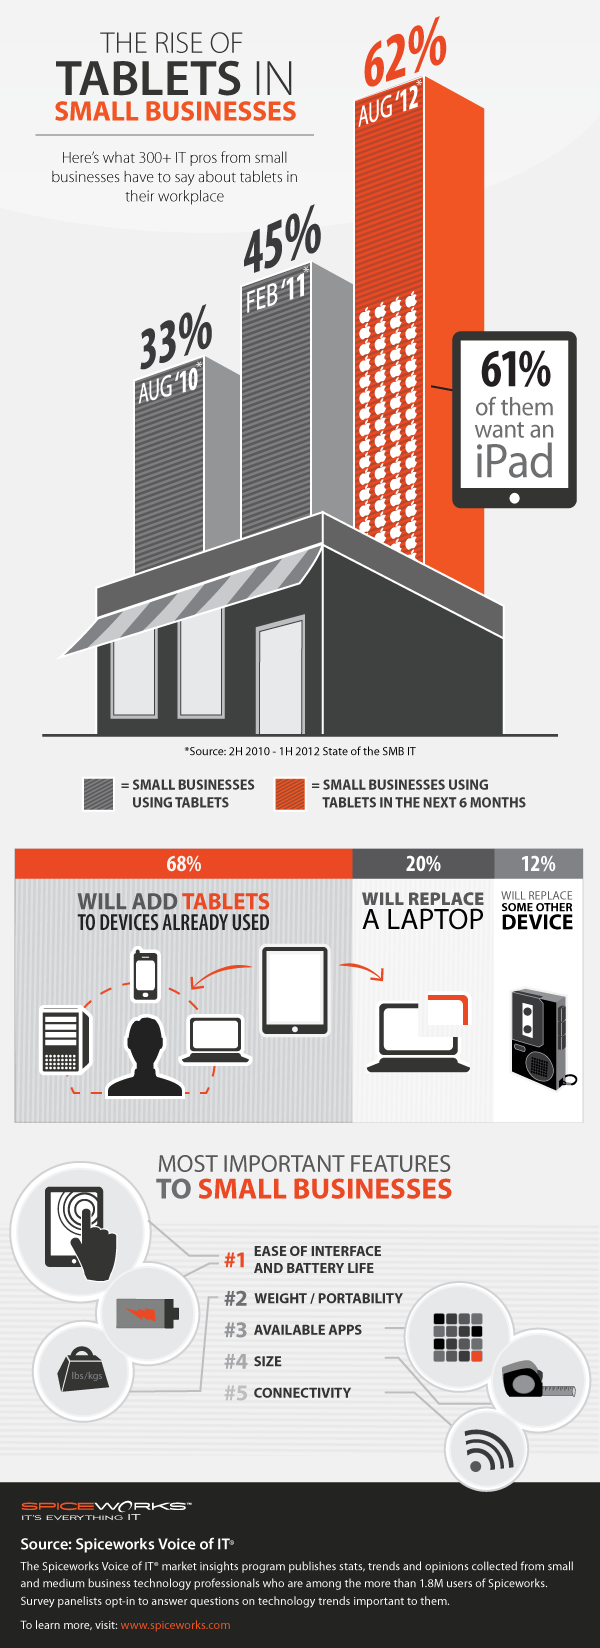 THE RISE OF
TABLETS IN
SMALL BUSINESSES
Here's what 300+ IT pros from small
businesses have to say about tablets in
their workplace
62%
AUG '12*
45%
FEB '11*
33%
AUG '10*
61%
of them
want an
iPad
*Source: 2H 2010 - 1H 2012 State of the SMB IT
= SMALL BUSINESSES
USING TABLETS
= SMALL BUSINESSES USING
TABLETS IN THE NEXT 6 MONTHS
68%
20%
12%
WILL ADD TABLETS
TO DEVICES ALREADY USED
WILL REPLACE
A LAPTOP
WILL REPLACE
SOME OTHER
DEVICE
MOST IMPORTANT FEATURES
TO SMALL BUSINESSES
#1 EASE OF INTERFACE
AND BATTERY LIFE
#2 WEIGHT / PORTABILITY
#3 AVAILABLE APPS
#4 SIZE
#5 CONNECTIVITY
lbs/kgs
SPICEWORKS™
IT'S EVERYTHING IT
Source: Spiceworks Voice of IT®
The Spiceworks Voice of IT® market insights program publishes stats, trends and opinions collected from small
and medium business technology professionals who are among the more than 1.8M users of Spiceworks.
Survey panelists opt-in to answer questions on technology trends important to them.
To learn more, visit: www.spiceworks.com